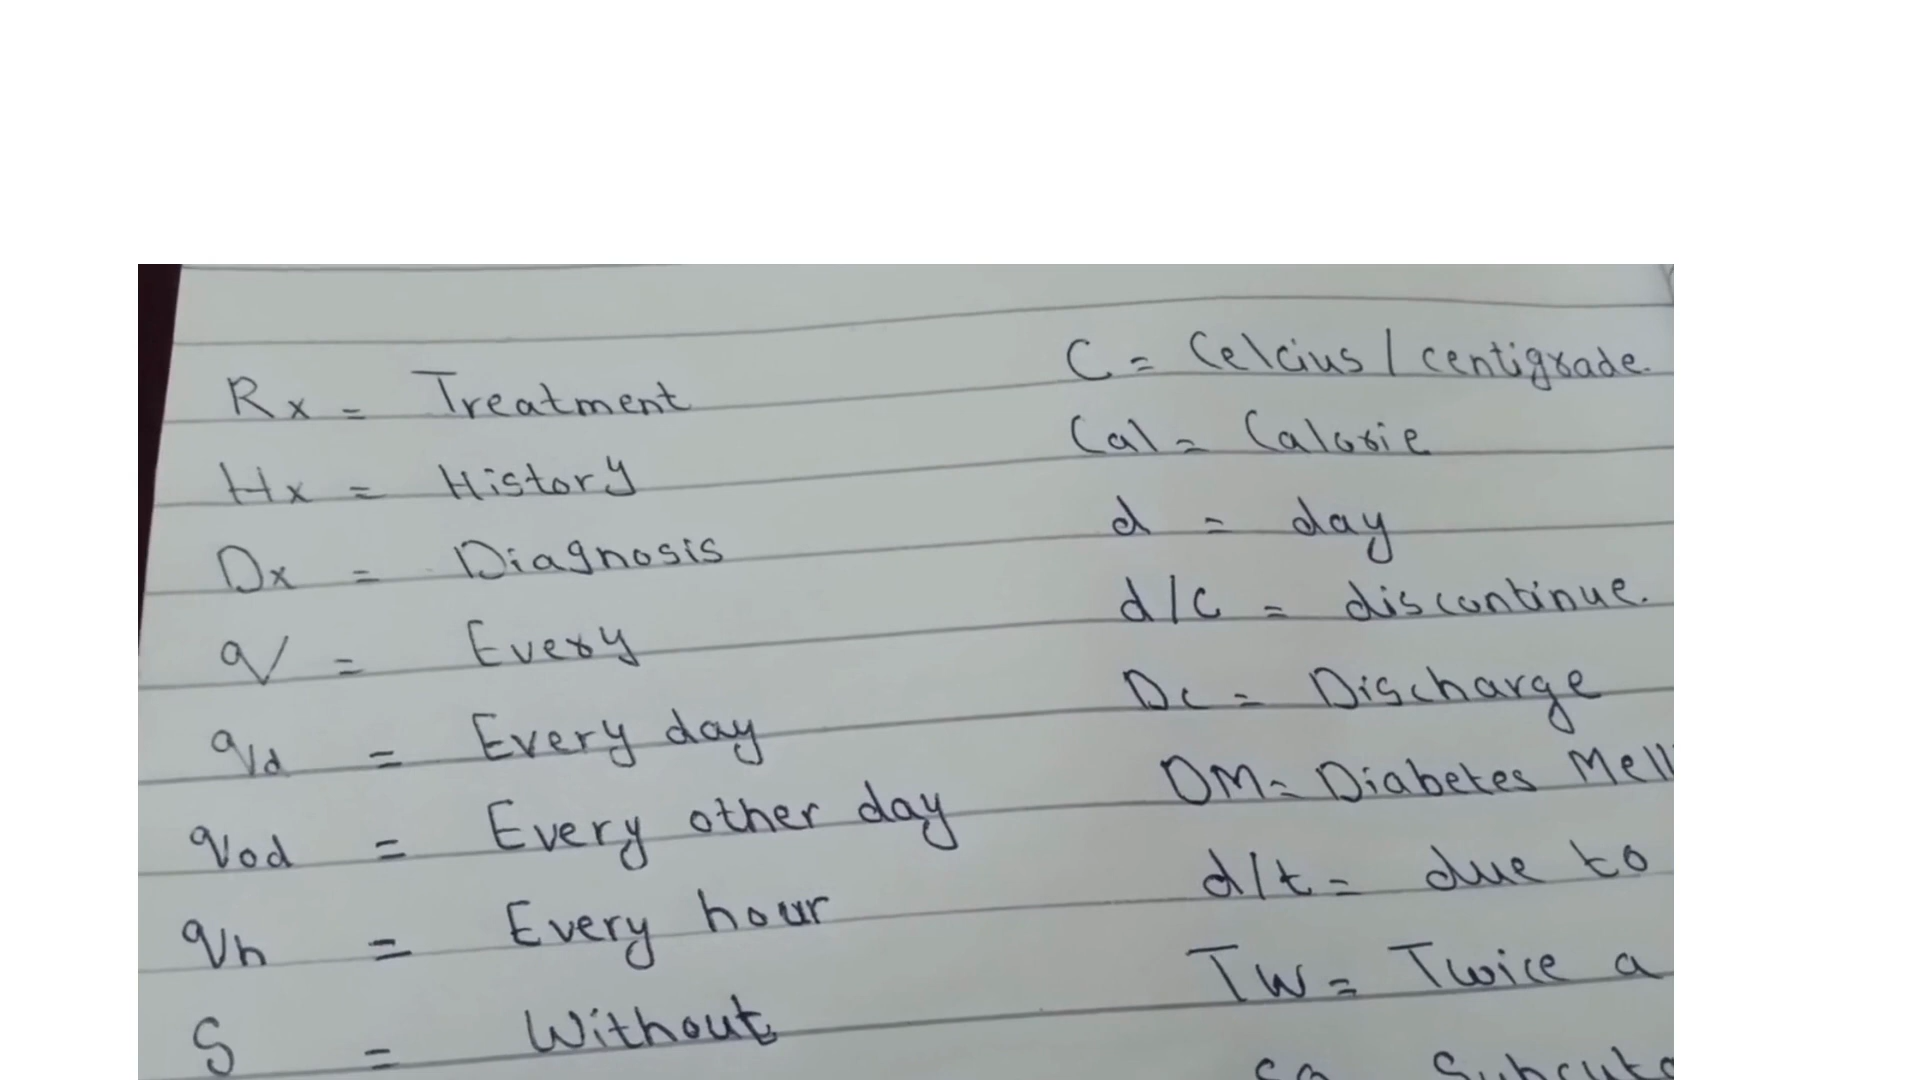 Rx = Treatment
Hx = History
Dx = Diagnosis
q = Every
qd = Every day
qod = Every other day
qh = Every hour
S = Without
C = Celcius / centigrade.
Cal = Calorie
d = day
d/c = discontinue.
Dc = Discharge
DM = Diabetes Mell
d/t = due to
TW = Twice a